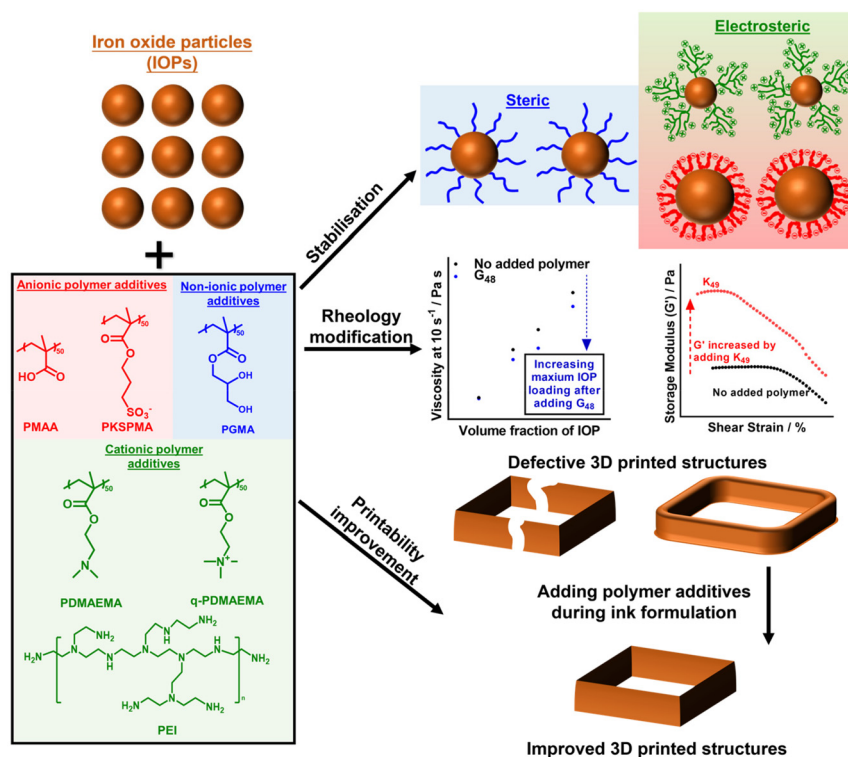 Iron oxide particles
(IOPs)
+
Anionic polymer additives
50
HO
O
PMAA
50
O
O
SO3-
PKSPMA
Non-ionic polymer
additives
50
O
O
OH
OH
PGMA
Cationic polymer
additives
50
O
O
N
PDMAEMA
50
O
O
N+
q-PDMAEMA
H2N
NH2
N
H
N
N
H
NH2
N
N
H
NH2
H2N
N
NH2
n
PEI
Stabilisation
Rheology
modification
Printability
improvement
Steric
Electrosteric
Viscosity at 10 s-1 / Pa s
No added polymer
G48
Increasing
maxium IOP
loading after
adding G48
Volume fraction of IOP
Storage Modulus (G') / Pa
K49
G' increased by
adding K49
No added polymer
Shear Strain / %
Defective 3D printed structures
Adding polymer additives
during ink formulation
Improved 3D printed structures